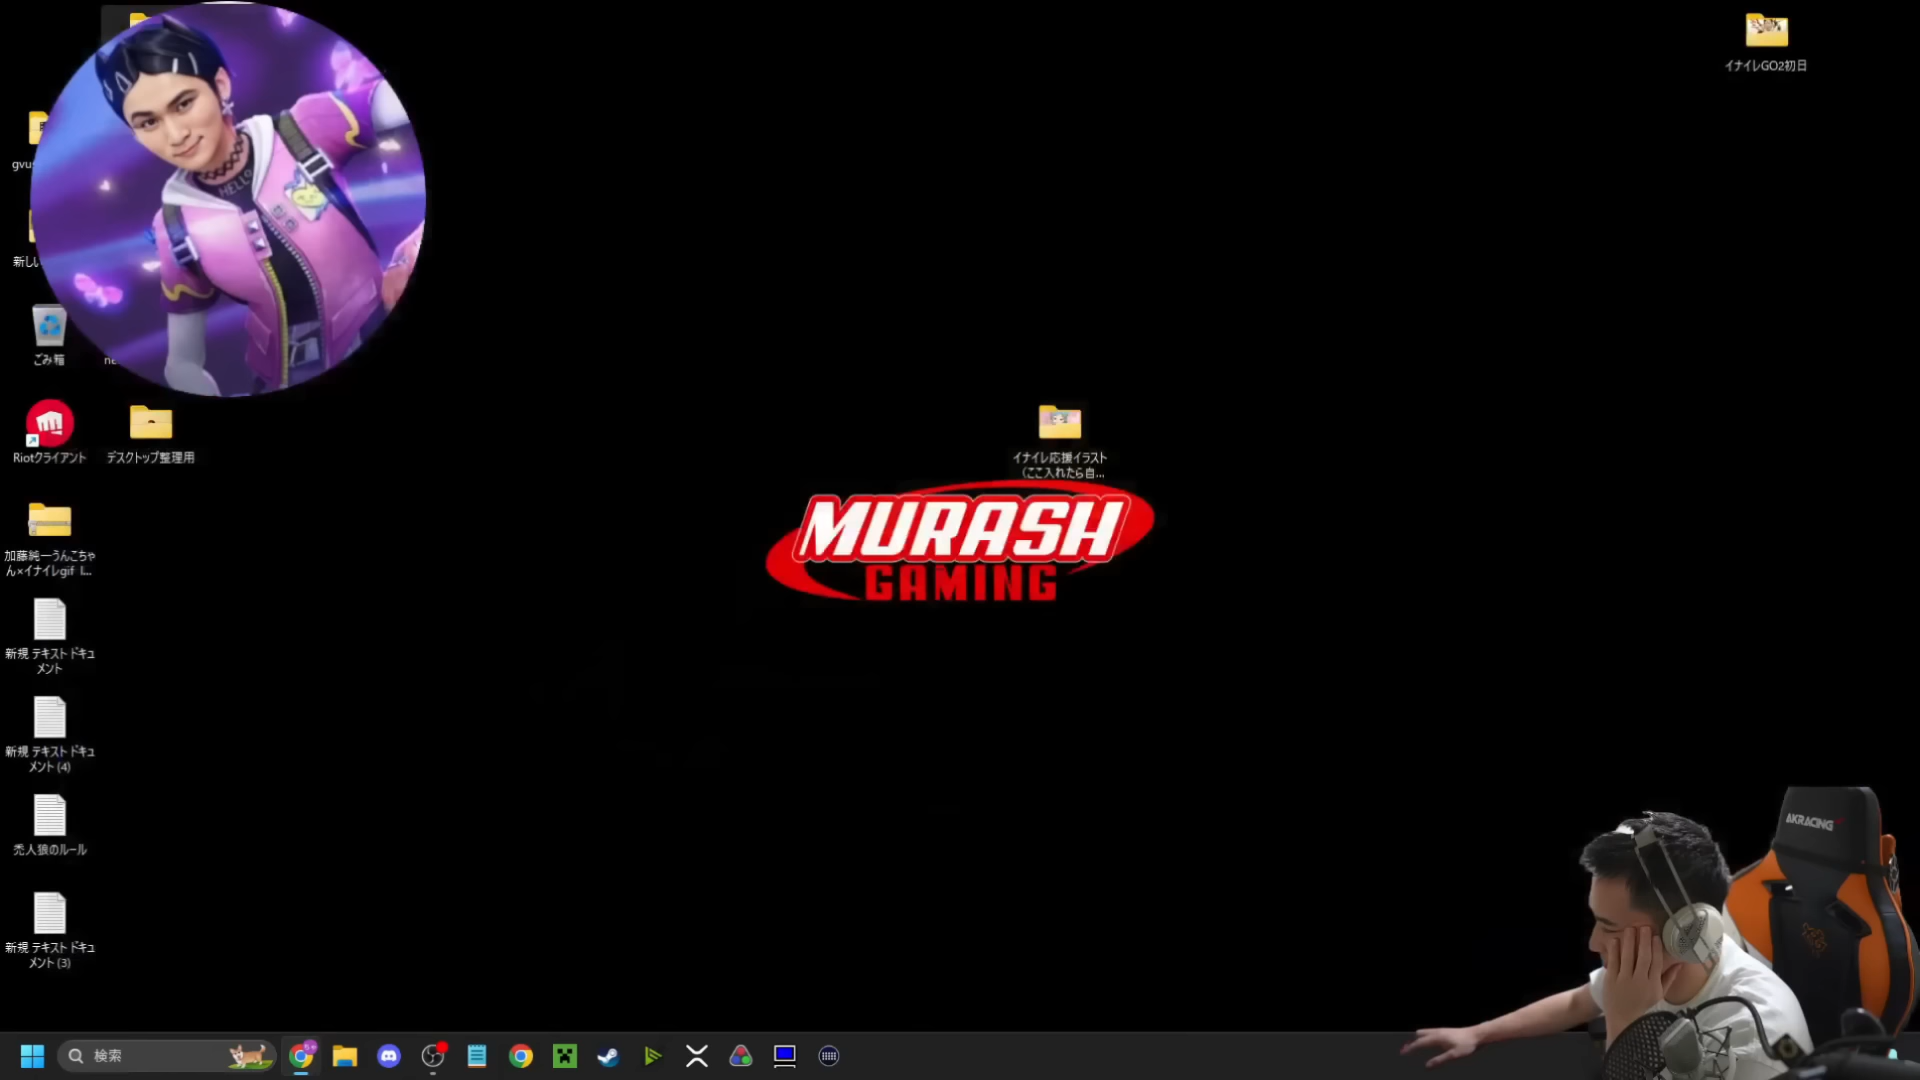 イナイレGO2初日
HELLO
gvu
新しい
ごみ箱
ne
Riotクライアント
デスクトップ整理用
イナイレ応援イラスト
(ここ入れたら自...
MURASH
GAMING
加藤純一うんこちゃ
ん×イナイレgif I...
新規 テキスト ドキュ
メント
新規 テキスト ドキュ
メント (4)
禿人狼のルール
新規 テキスト ドキュ
メント (3)
AKRACING
検索